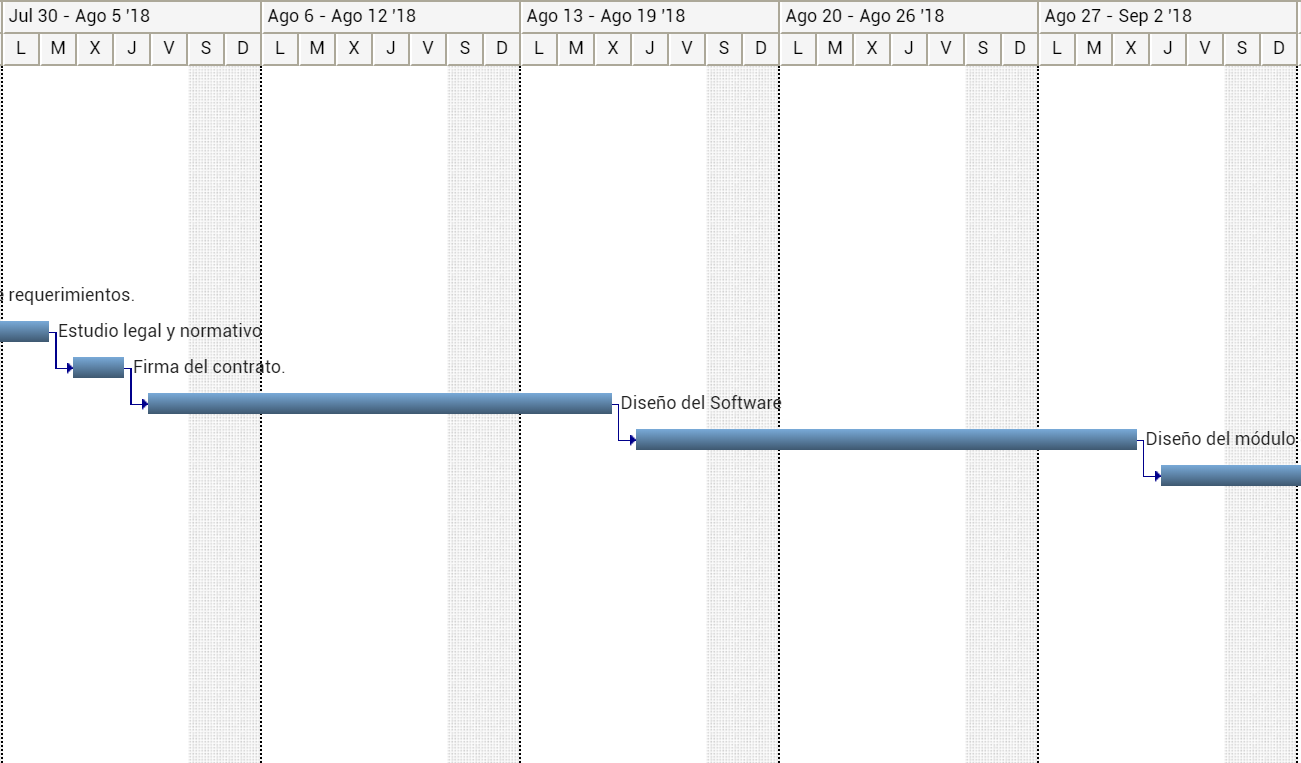 Jul 30 - Ago 5 '18 Ago 6 - Ago 12 '18 Ago 13 - Ago 19 '18 Ago 20 - Ago 26 '18 Ago 27 - Sep 2 '18
L M X J V S D L M X J V S D L M X J V S D L M X J V S D L M X J V S D
requerimientos.
Estudio legal y normativo
Firma del contrato.
Diseño del Software
Diseño del módulo